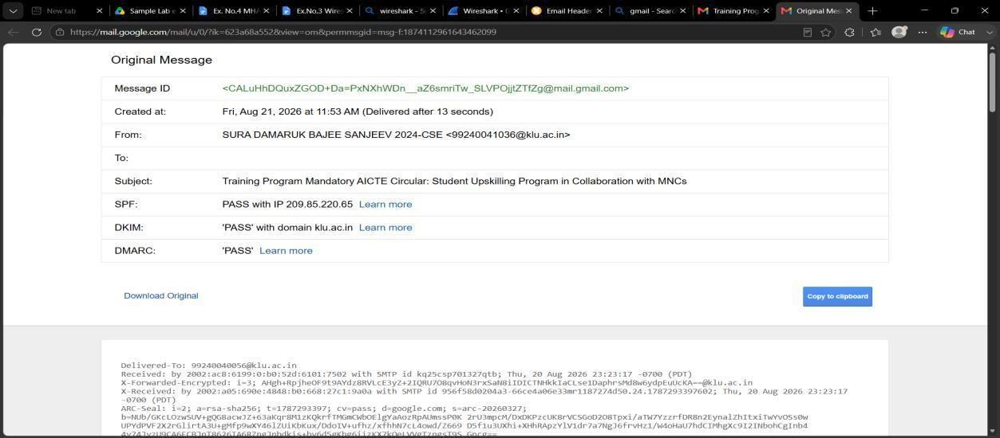 New tab
Sample Lab e
Ex. No.4 MHA
Ex.No.3 Wires
wireshark - S
Wireshark • G
Email Header
gmail - Searc
Training Prog
Original Mes
https://mail.google.com/mail/u/0/?ik=623a68a552&view=om&permmsgid=msg-f:1874112961643462099
Chat
Original Message
Message ID <CALuHhDQuxZGOD+Da=PxNXhWDn__aZ6smriTw_SLVPOjjtZTfZg@mail.gmail.com>
Created at: Fri, Aug 21, 2026 at 11:53 AM (Delivered after 13 seconds)
From: SURA DAMARUK BAJEE SANJEEV 2024-CSE <99240041036@klu.ac.in>
To:
Subject: Training Program Mandatory AICTE Circular: Student Upskilling Program in Collaboration with MNCs
SPF: PASS with IP 209.85.220.65 Learn more
DKIM: 'PASS' with domain klu.ac.in Learn more
DMARC: 'PASS' Learn more
Download Original
Copy to clipboard
Delivered-To: 99240040056@klu.ac.in
Received: by 2002:ac8:6199:0:b0:52d:6101:7502 with SMTP id kq25csp701327qtb; Thu, 20 Aug 2026 23:23:17 -0700 (PDT)
X-Forwarded-Encrypted: i=3; AHgh+RpjheOF9t9AYdz8RVLcE3yZ+2IQRU7O8qvHoN3rxSaN8iIDICTNHkkIaCLse1DaphrsMd8w6ydpEuUcKA==@klu.ac.in
X-Received: by 2002:a05:690e:4848:b0:668:27c1:9a0a with SMTP id 956f58d0204a3-66ce4a06e33mr1187274d50.24.1787293397602; Thu, 20 Aug 2026 23:23:17
-0700 (PDT)
ARC-Seal: i=2; a=rsa-sha256; t=1787293397; cv=pass; d=google.com; s=arc-20260327;